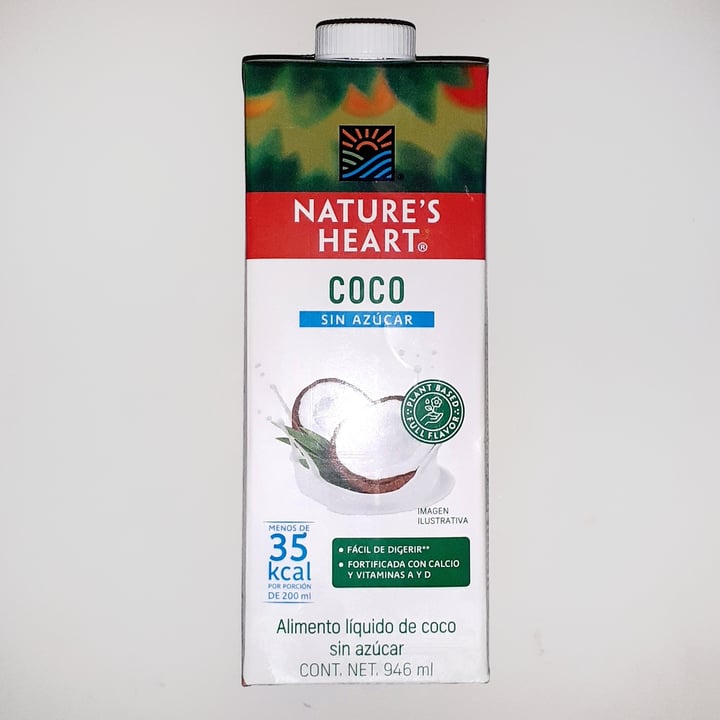 NATURE'S
HEART®
COCO
SIN AZÚCAR
PLANT BASED
FULL FLAVOR
IMAGEN
ILUSTRATIVA
MENOS DE
35
kcal
POR PORCIÓN
DE 200 ml
• FÁCIL DE DIGERIR**
• FORTIFICADA CON CALCIO
Y VITAMINAS A Y D
Alimento líquido de coco
sin azúcar
CONT. NET. 946 ml